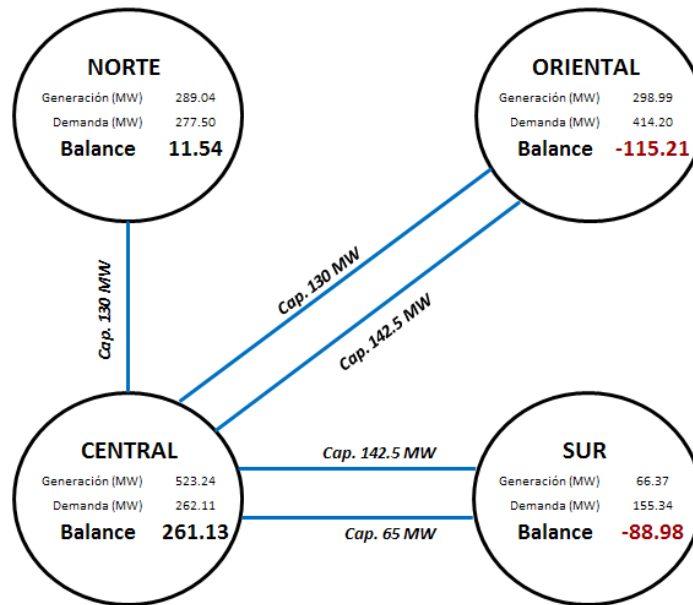 NORTE
Generación (MW) 289.04
Demanda (MW) 277.50
Balance 11.54
ORIENTAL
Generación (MW) 298.99
Demanda (MW) 414.20
Balance -115.21
Cap. 130 MW
Cap. 130 MW
Cap. 142.5 MW
CENTRAL
Generación (MW) 523.24
Demanda (MW) 262.11
Balance 261.13
Cap. 142.5 MW
Cap. 65 MW
SUR
Generación (MW) 66.37
Demanda (MW) 155.34
Balance -88.98